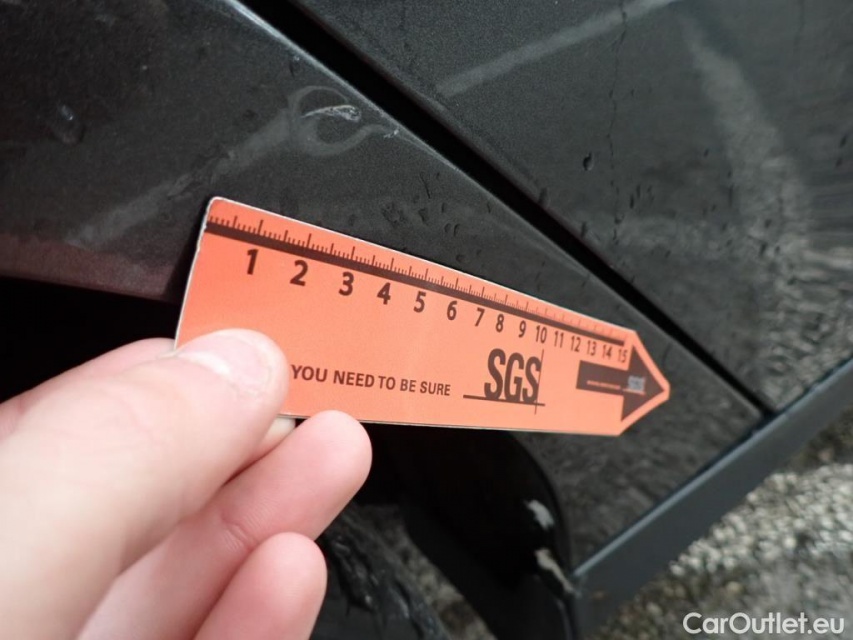 1 2 3 4 5 6 7 8 9 10 11 12 13 14 15
YOU NEED TO BE SURE
SGS
CarOutlet.eu